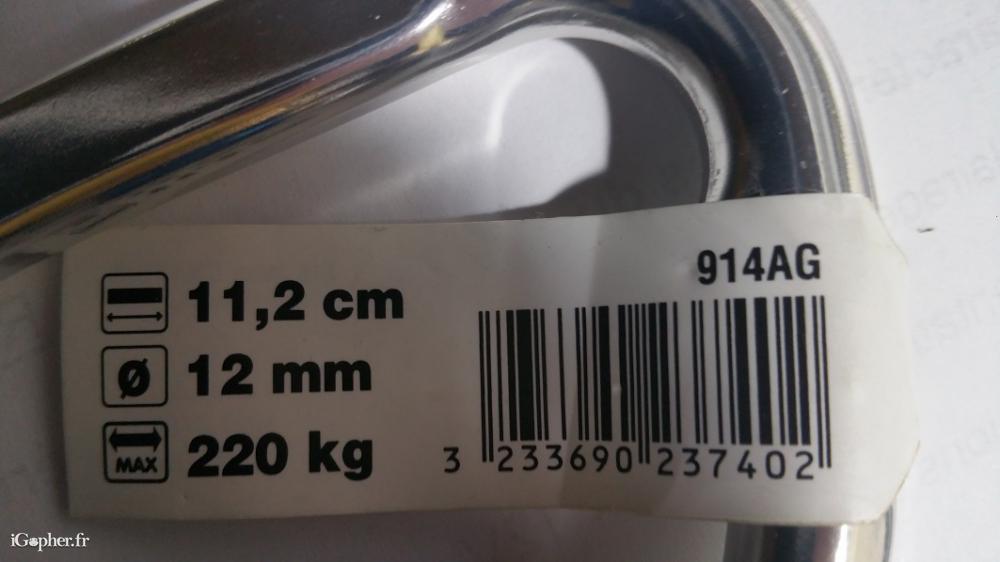 914AG
11,2 cm
Ø 12 mm
MAX 220 kg
3 233690 237402
iGopher.fr